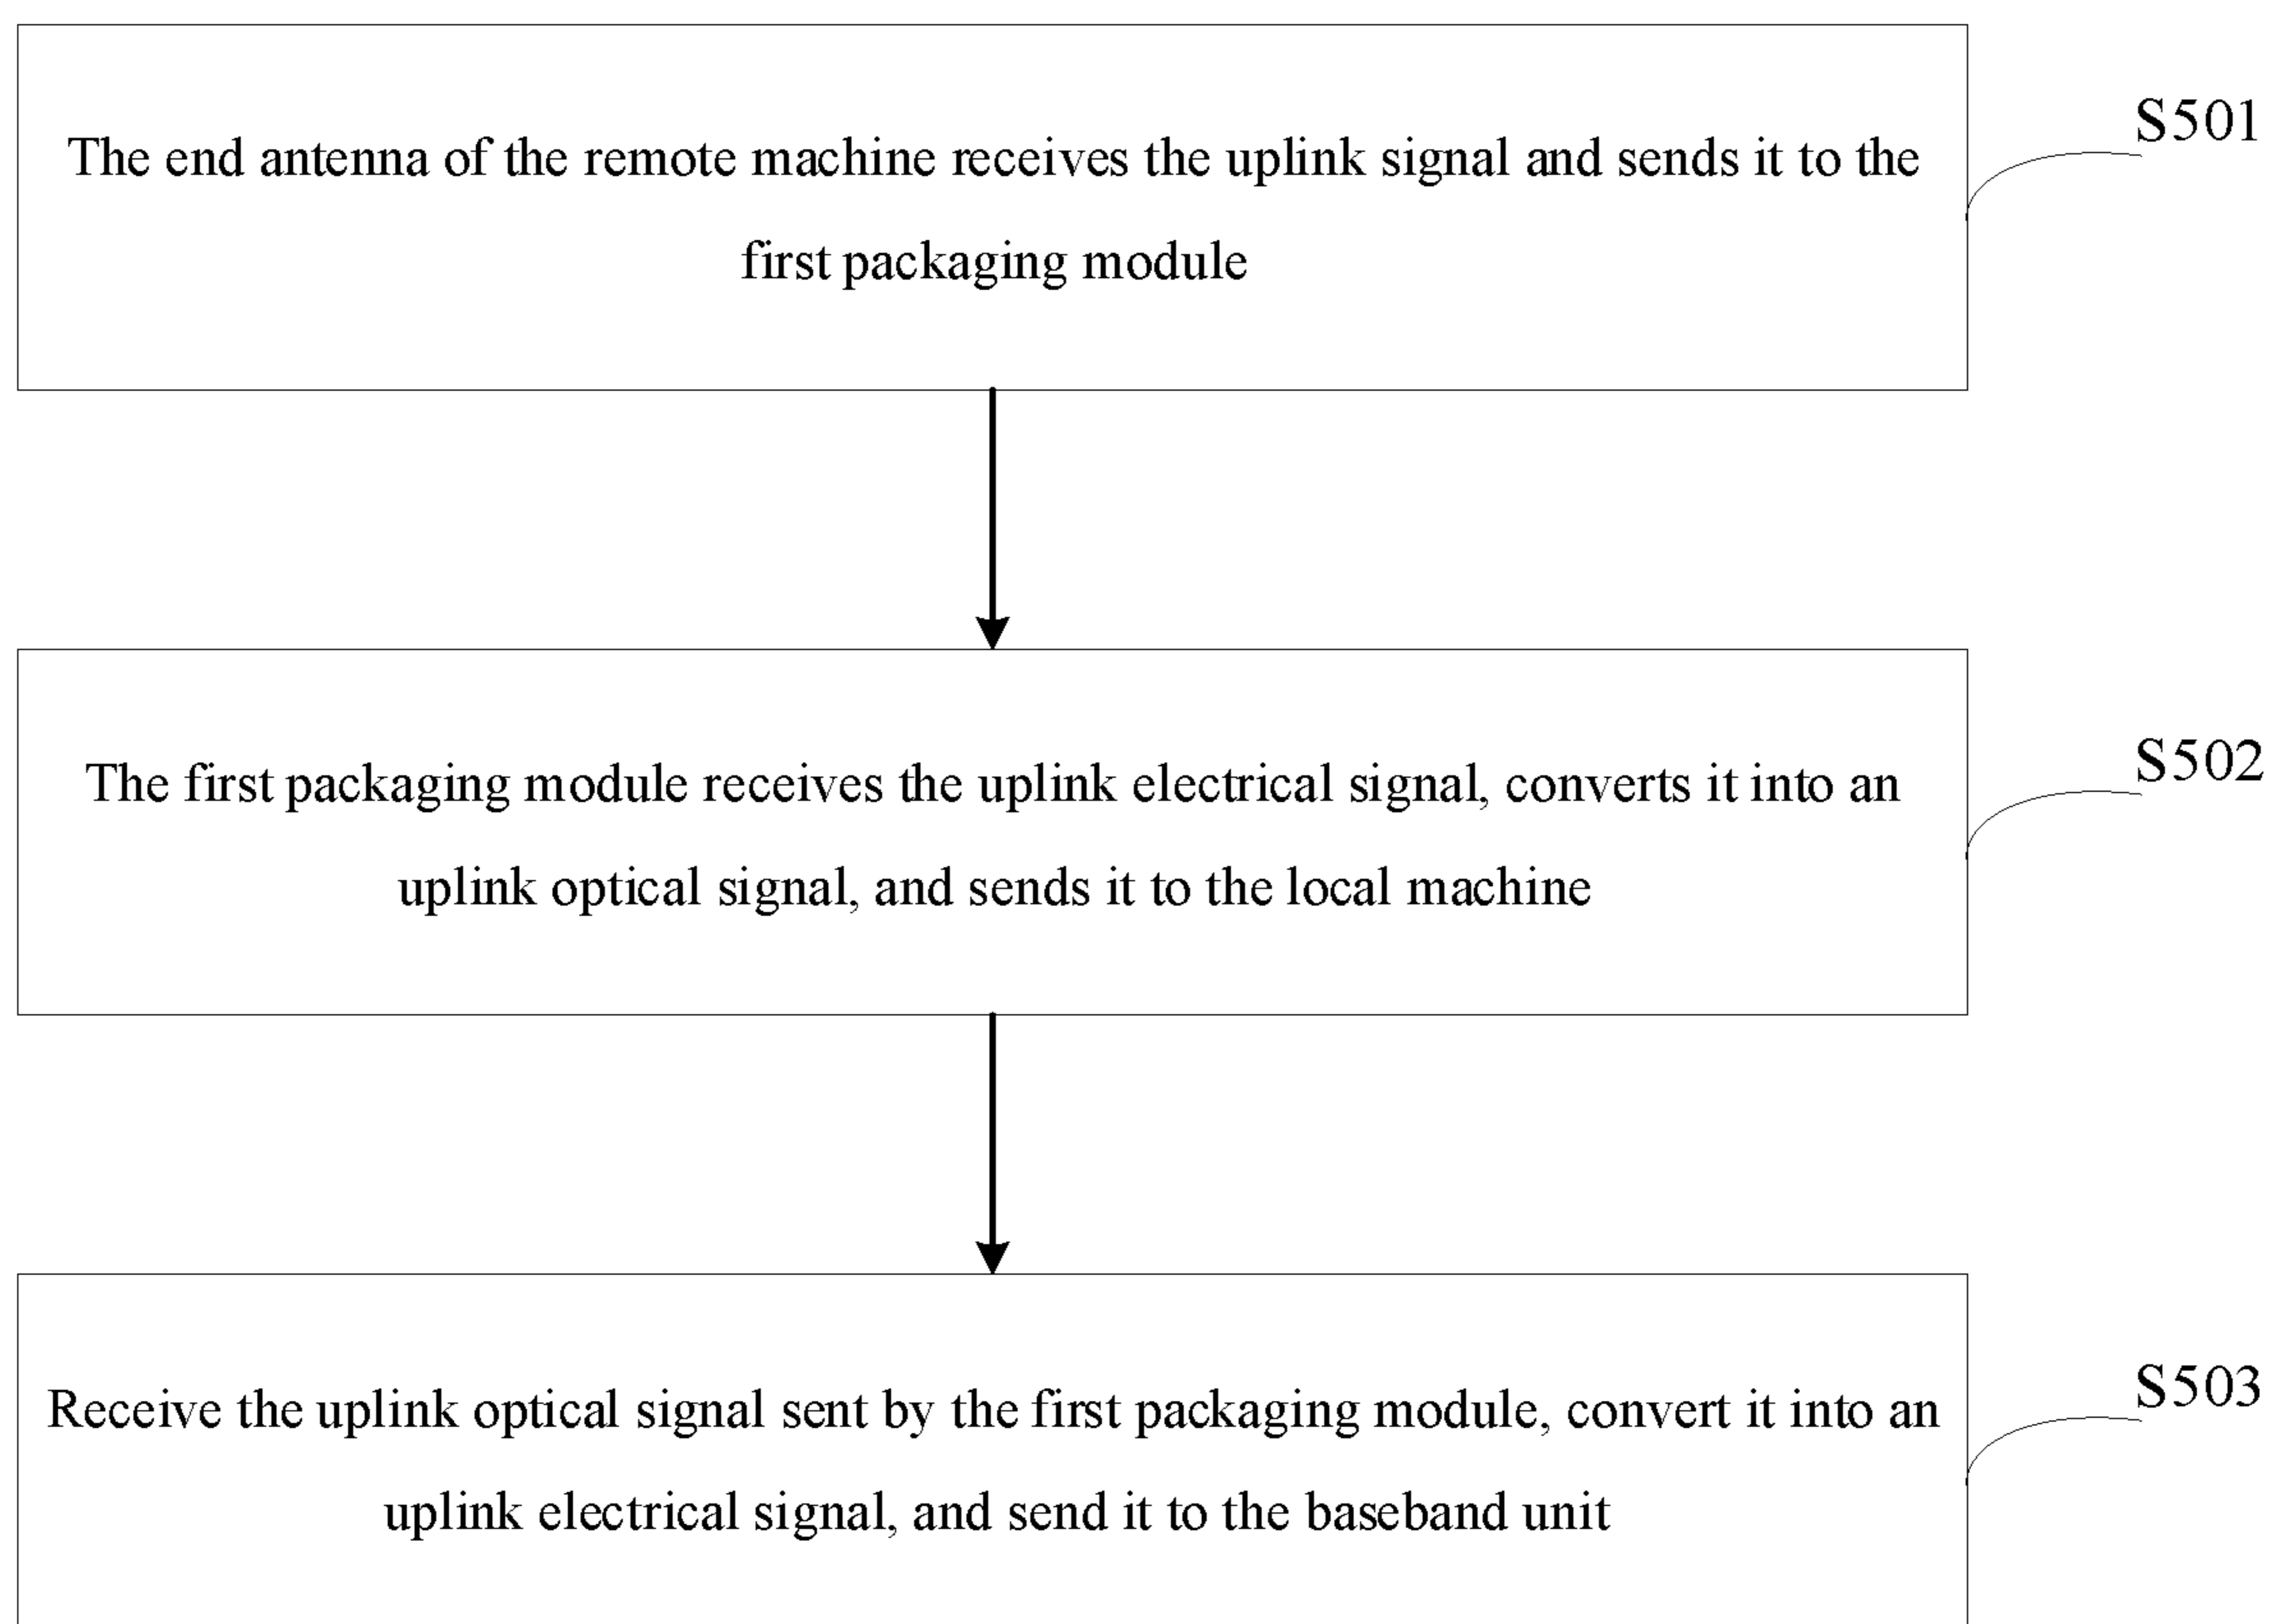 The end antenna of the remote machine receives the uplink signal and sends it to the
first packaging module
S501
The first packaging module receives the uplink electrical signal, converts it into an
uplink optical signal, and sends it to the local machine
S502
Receive the uplink optical signal sent by the first packaging module, convert it into an
uplink electrical signal, and send it to the baseband unit
S503